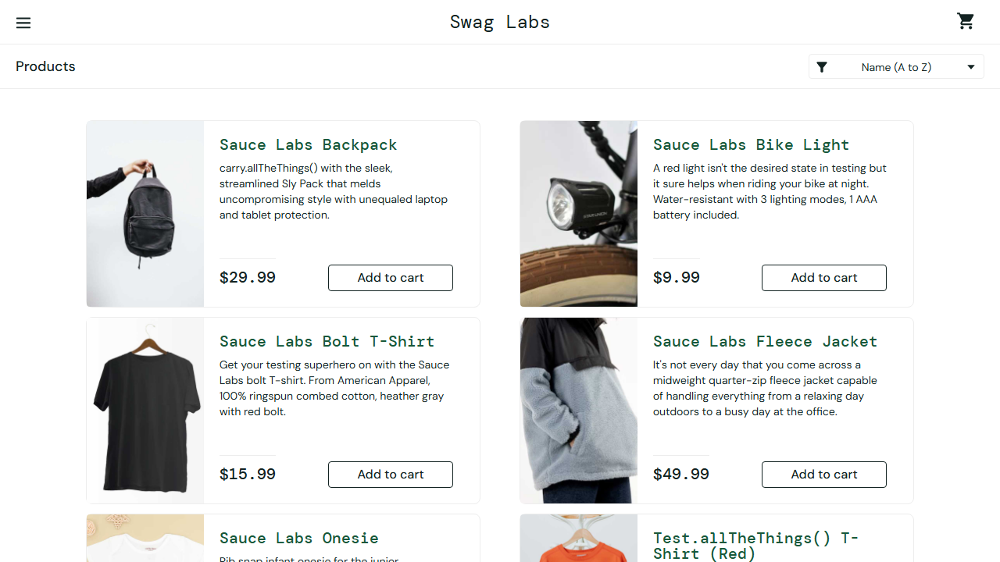 Swag Labs
Products
Name (A to Z)
Sauce Labs Backpack
carry.allTheThings() with the sleek,
streamlined Sly Pack that melds
uncompromising style with unequaled laptop
and tablet protection.
$29.99
Add to cart
Sauce Labs Bike Light
A red light isn't the desired state in testing but
it sure helps when riding your bike at night.
Water-resistant with 3 lighting modes, 1 AAA
battery included.
$9.99
Add to cart
Sauce Labs Bolt T-Shirt
Get your testing superhero on with the Sauce
Labs bolt T-shirt. From American Apparel,
100% ringspun combed cotton, heather gray
with red bolt.
$15.99
Add to cart
Sauce Labs Fleece Jacket
It's not every day that you come across a
midweight quarter-zip fleece jacket capable
of handling everything from a relaxing day
outdoors to a busy day at the office.
$49.99
Add to cart
Sauce Labs Onesie
Rib snap infant onesie for the junior
Test.allTheThings() T-
Shirt (Red)